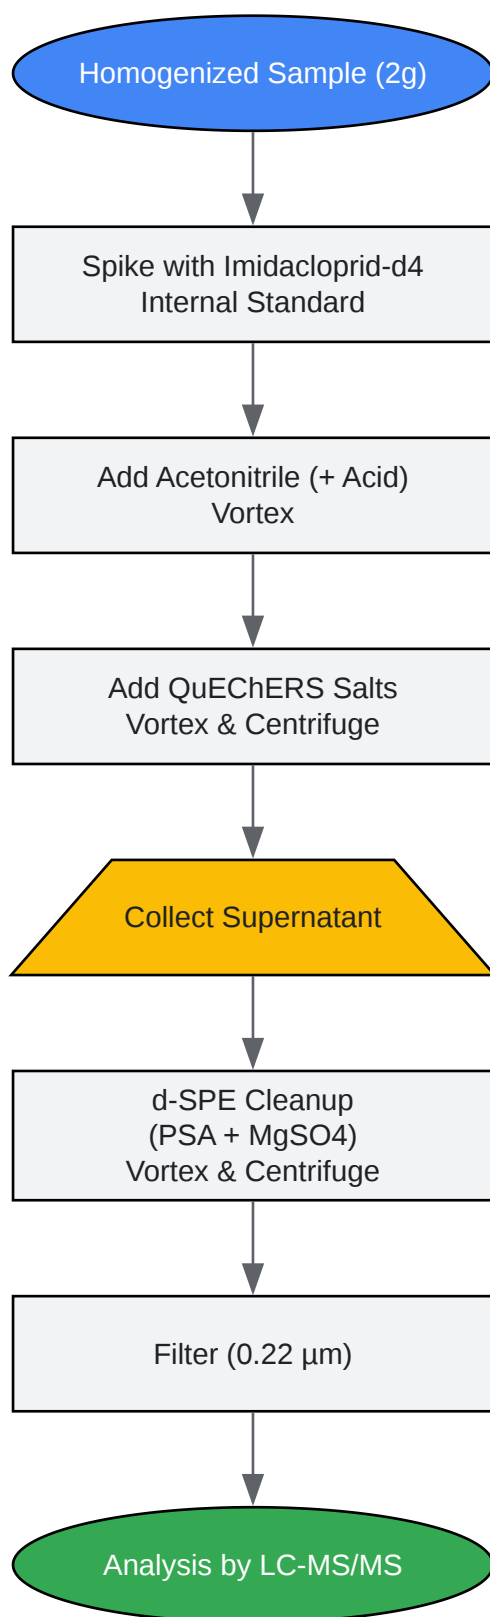 Homogenized Sample (2g)
Spike with Imidacloprid-d4
Internal Standard
Add Acetonitrile (+ Acid)
Vortex
Add QuEChERS Salts
Vortex & Centrifuge
Collect Supernatant
d-SPE Cleanup
(PSA + MgSO4)
Vortex & Centrifuge
Filter (0.22 µm)
Analysis by LC-MS/MS